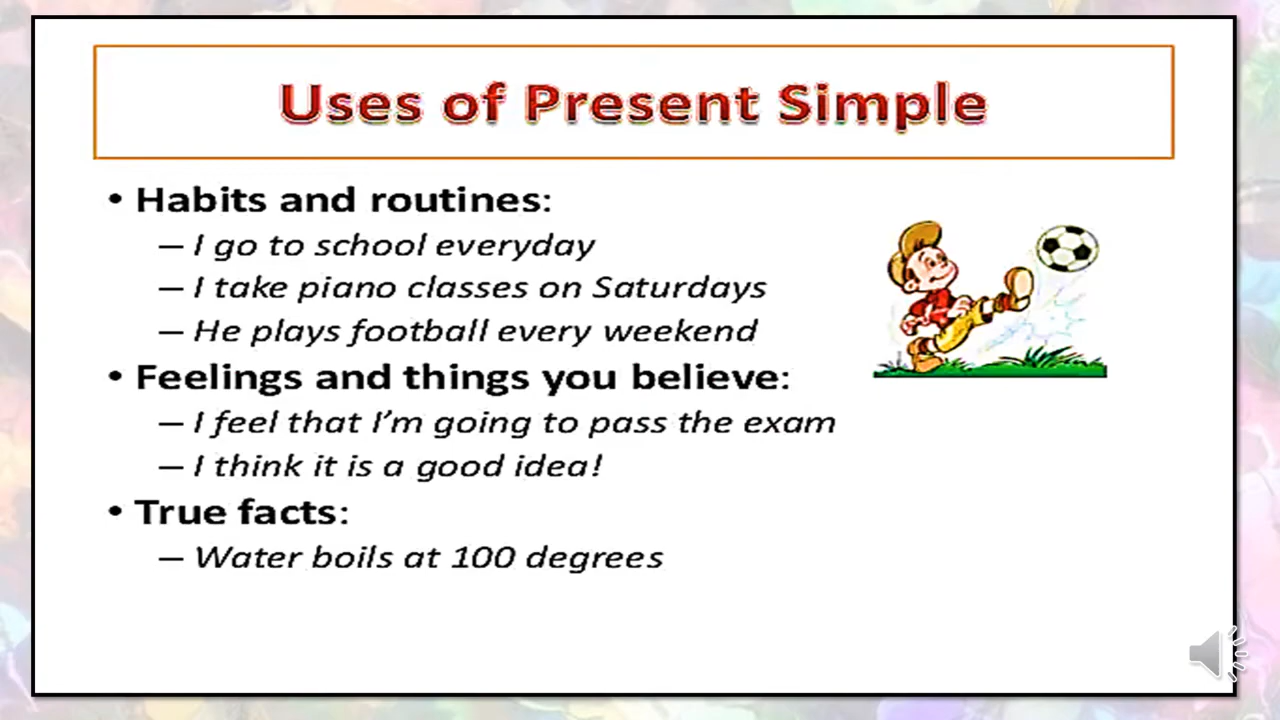 Uses of Present Simple
• Habits and routines:
– I go to school everyday
– I take piano classes on Saturdays
– He plays football every weekend
• Feelings and things you believe:
– I feel that I’m going to pass the exam
– I think it is a good idea!
• True facts:
– Water boils at 100 degrees